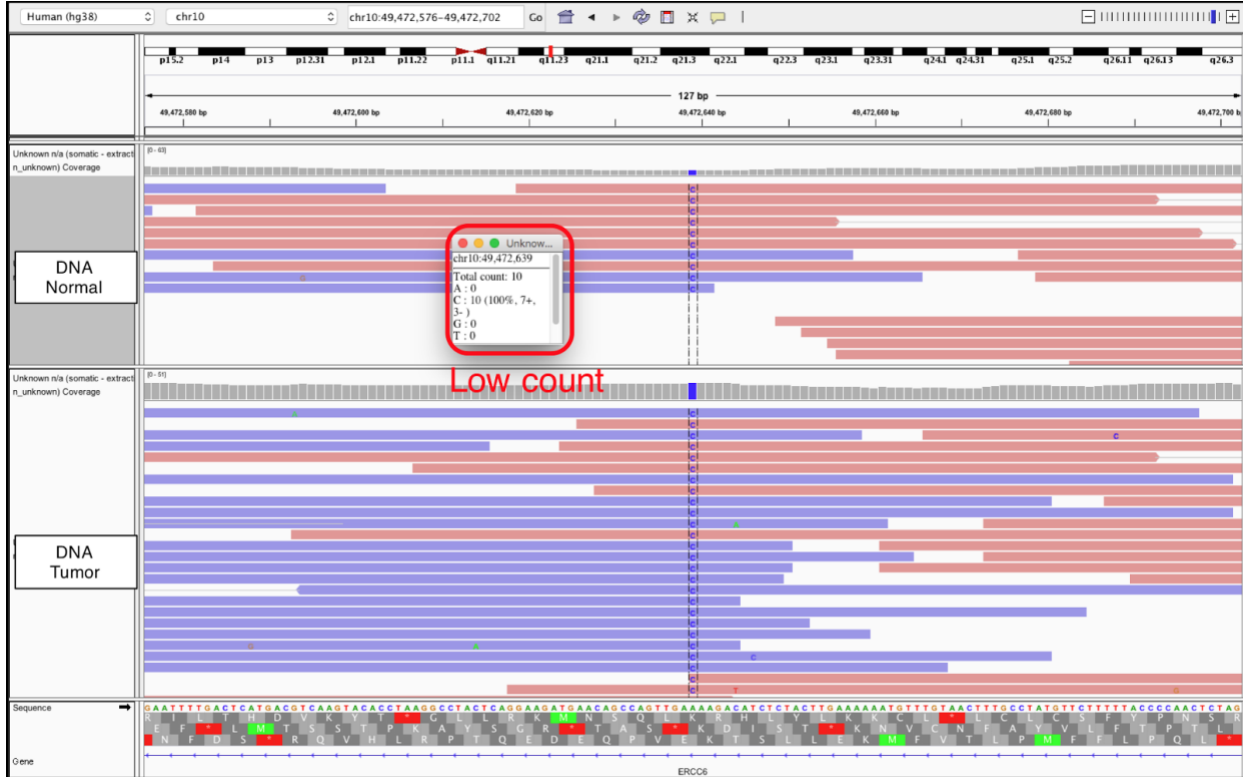 Human (hg38) chr10 chr10:49,472,576-49,472,702 Go
p15.2 p14 p13 p12.31 p12.1 p11.22 p11.1 q11.21 q11.23 q21.1 q21.2 q21.3 q22.1 q22.3 q23.1 q23.31 q24.1 q24.31 q25.1 q25.2 q26.11 q26.13 q26.3
127 bp
49,472,580 bp 49,472,600 bp 49,472,620 bp 49,472,640 bp 49,472,660 bp 49,472,680 bp 49,472,700 b
Unknown n/a (somatic - extract
n_unknown) Coverage
[0 - 63]
DNA
Normal
Unknow...
chr10:49,472,639
Total count: 10
A : 0
C : 10 (100%, 7+,
3- )
G : 0
T : 0
Low count
Unknown n/a (somatic - extract
n_unknown) Coverage
[0 - 51]
DNA
Tumor
Sequence
GAATTTTGACTCATGACGTCAAGTACACCTAAGGCCTACTCAGGAAGATGAACAGCCAGTTGAAAAGACATCTCTACTTGAAAAAATGTTTGTAACTTTGCCTATGTTCTTTTTACCCCAACTCTAG
Gene
ERCC6